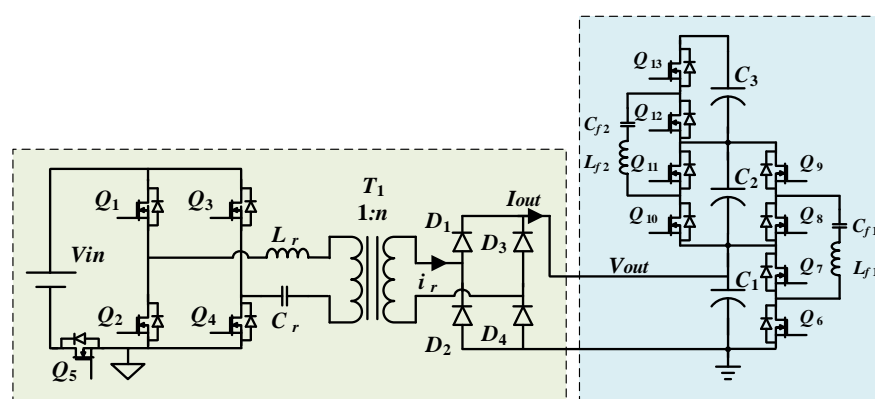 Q13
C3
Cf2
Q12
Lf2
Q11
C2
Q9
Q1
Q3
T1
1:n
Iout
D1
Q10
Q8
Cf1
Lr
D3
Vin
Vout
ir
C1
Q7
Lf1
Q2
Q4
Cr
D2
D4
Q6
Q5